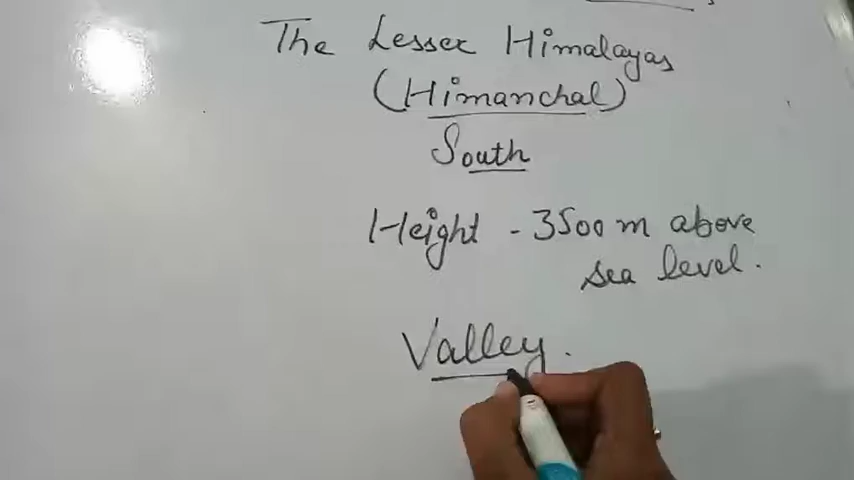 The Lesser Himalayas
(Himanchal)
South
Height - 3500 m above
sea level.
Valley.